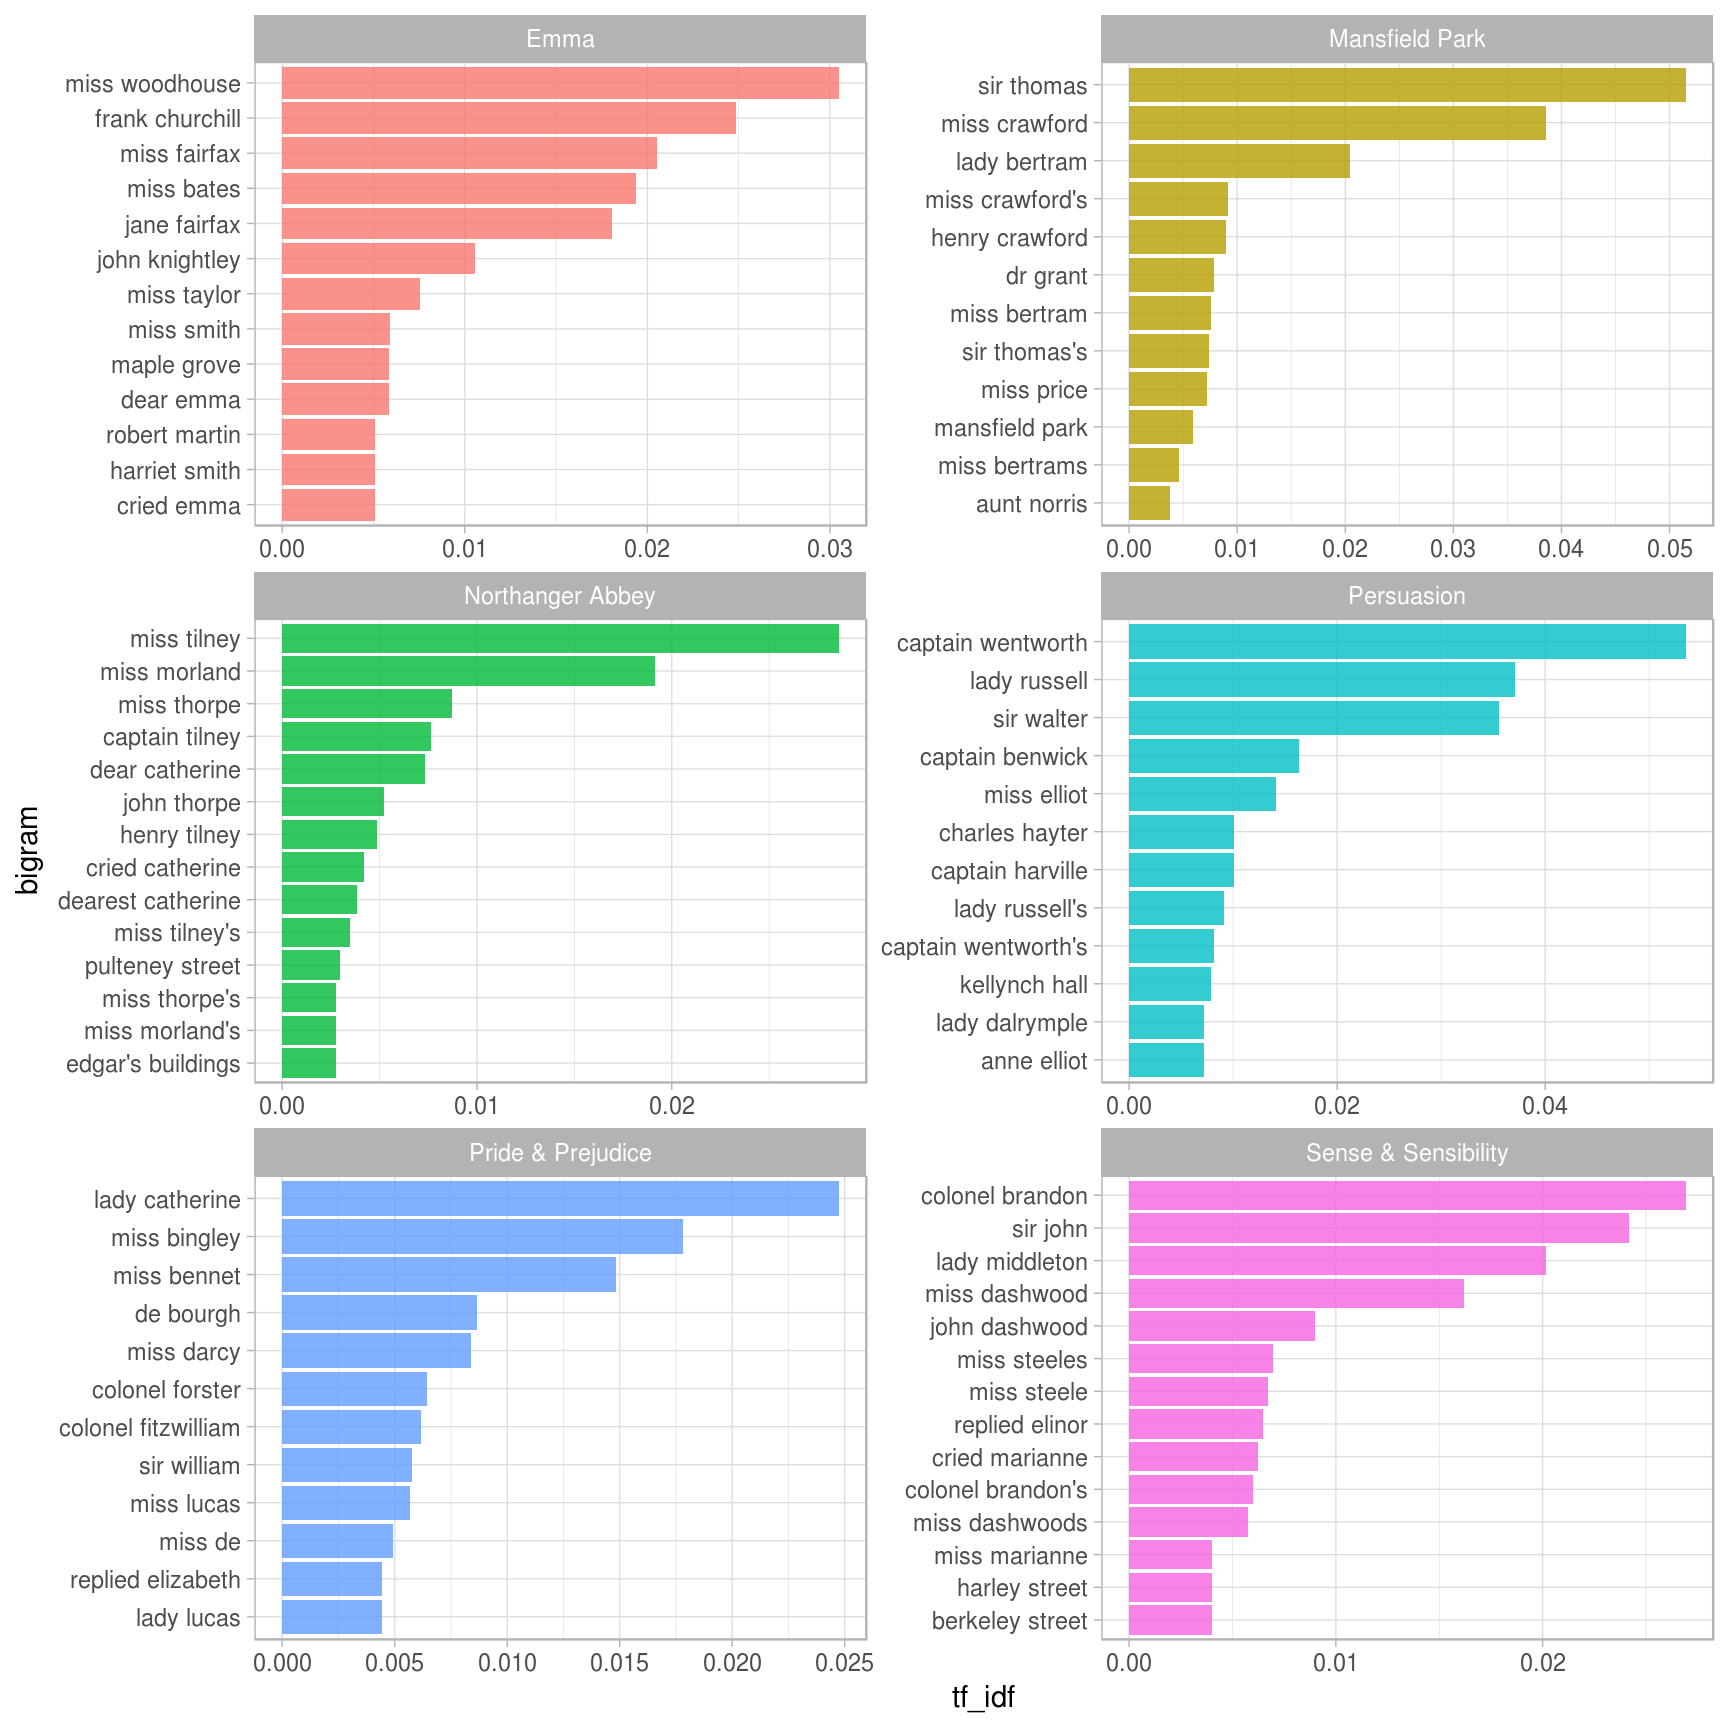 Emma
miss woodhouse
frank churchill
miss fairfax
miss bates
jane fairfax
john knightley
miss taylor
miss smith
maple grove
dear emma
robert martin
harriet smith
cried emma
0.00 0.01 0.02 0.03
Mansfield Park
sir thomas
miss crawford
lady bertram
miss crawford's
henry crawford
dr grant
miss bertram
sir thomas's
miss price
mansfield park
miss bertrams
aunt norris
0.00 0.01 0.02 0.03 0.04 0.05
Northanger Abbey
miss tilney
miss morland
miss thorpe
captain tilney
dear catherine
john thorpe
henry tilney
cried catherine
dearest catherine
miss tilney's
pulteney street
miss thorpe's
miss morland's
edgar's buildings
0.00 0.01 0.02
Persuasion
captain wentworth
lady russell
sir walter
captain benwick
miss elliot
charles hayter
captain harville
lady russell's
captain wentworth's
kellynch hall
lady dalrymple
anne elliot
0.00 0.02 0.04
Pride & Prejudice
lady catherine
miss bingley
miss bennet
de bourgh
miss darcy
colonel forster
colonel fitzwilliam
sir william
miss lucas
miss de
replied elizabeth
lady lucas
0.000 0.005 0.010 0.015 0.020 0.025
Sense & Sensibility
colonel brandon
sir john
lady middleton
miss dashwood
john dashwood
miss steeles
miss steele
replied elinor
cried marianne
colonel brandon's
miss dashwoods
miss marianne
harley street
berkeley street
0.00 0.01 0.02
bigram
tf_idf